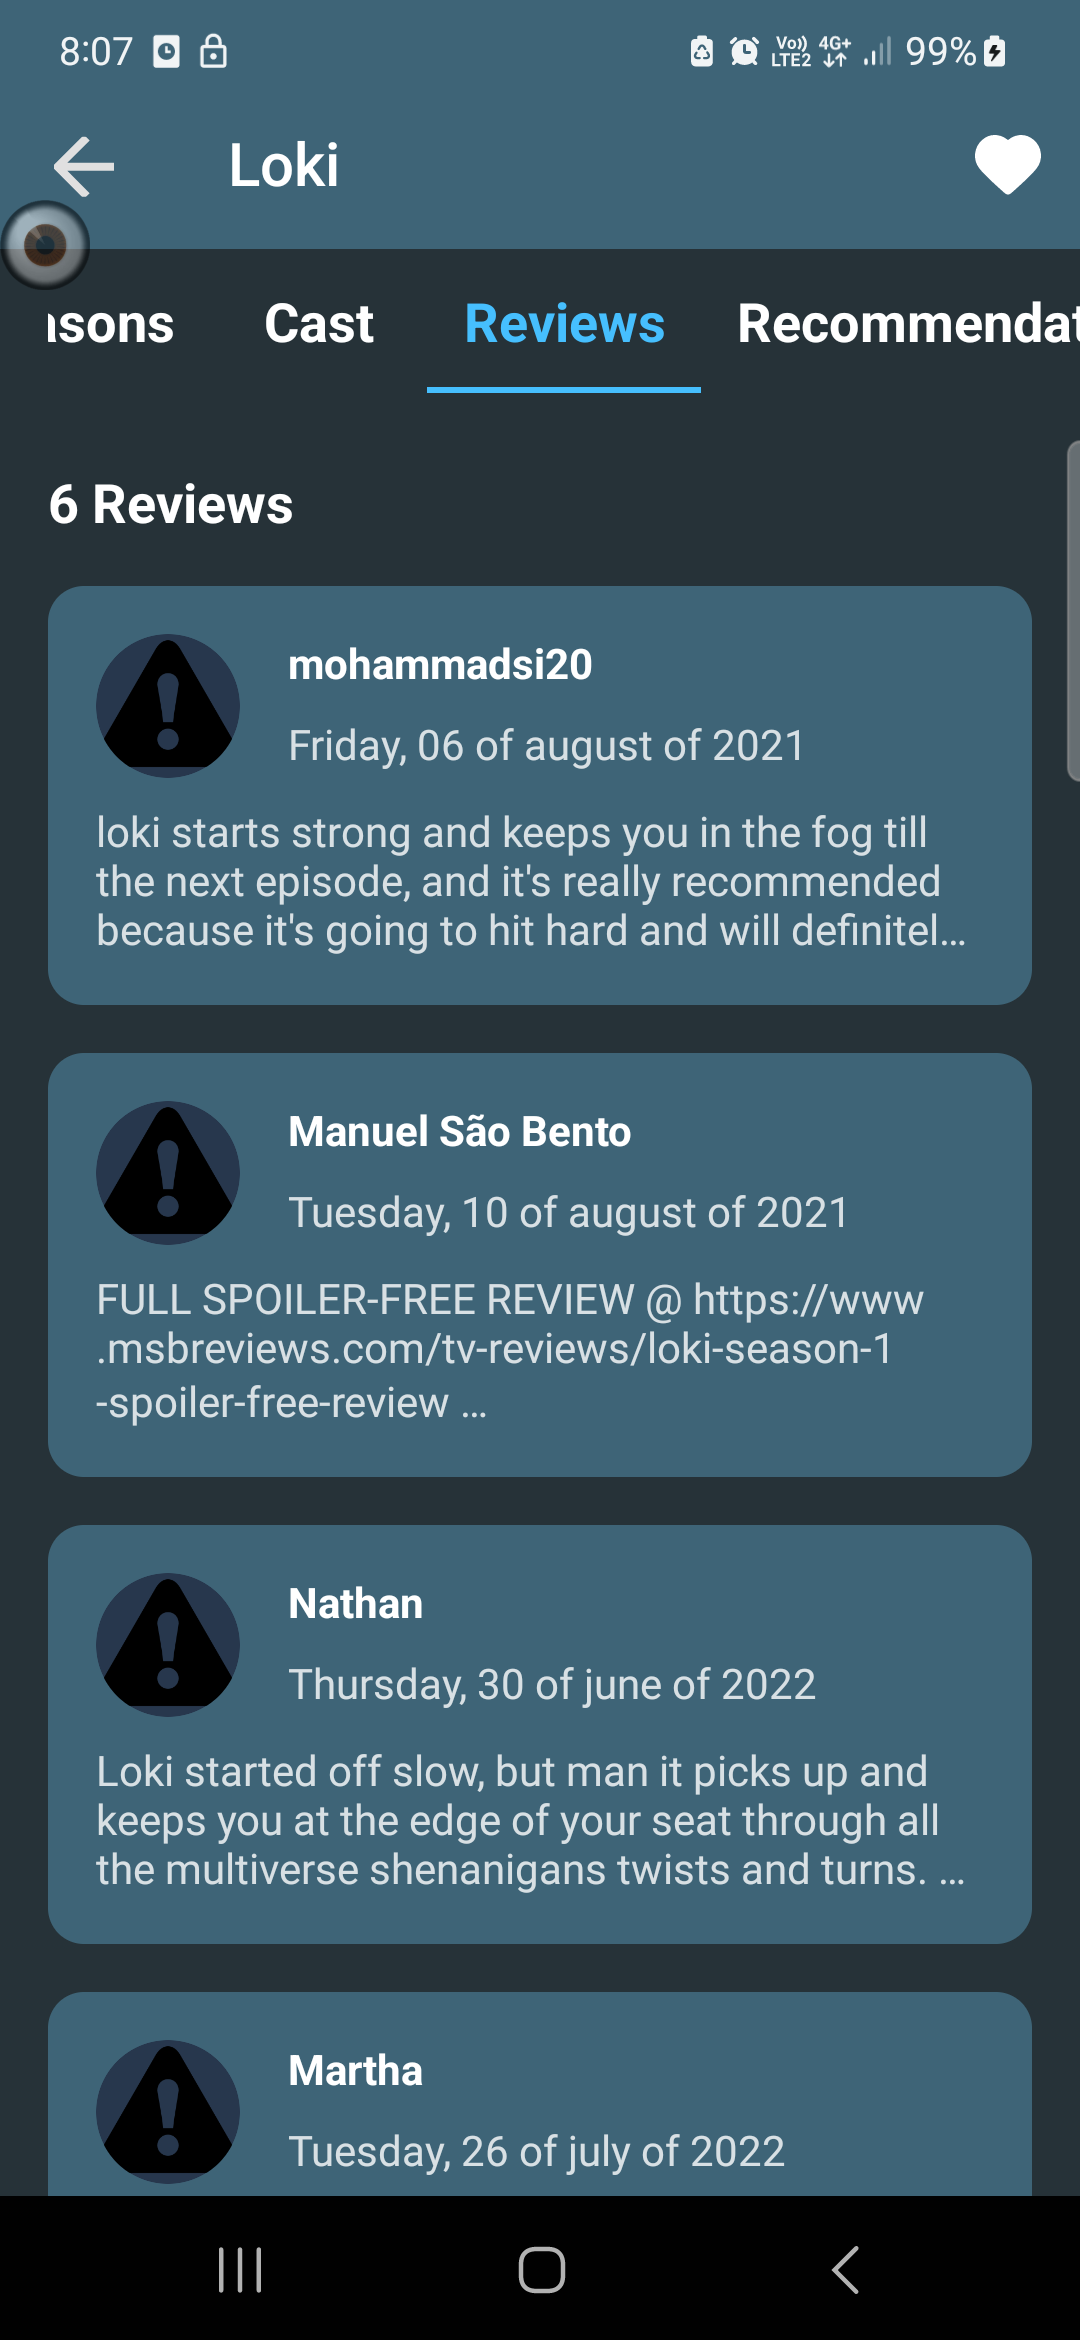 8:07
Vo)) LTE2 4G+ 99%
Loki
asons Cast Reviews Recommendat
6 Reviews
mohammadsi20
Friday, 06 of august of 2021
loki starts strong and keeps you in the fog till
the next episode, and it's really recommended
because it's going to hit hard and will definitel...
Manuel São Bento
Tuesday, 10 of august of 2021
FULL SPOILER-FREE REVIEW @ https://www
.msbreviews.com/tv-reviews/loki-season-1
-spoiler-free-review ...
Nathan
Thursday, 30 of june of 2022
Loki started off slow, but man it picks up and
keeps you at the edge of your seat through all
the multiverse shenanigans twists and turns. ...
Martha
Tuesday, 26 of july of 2022